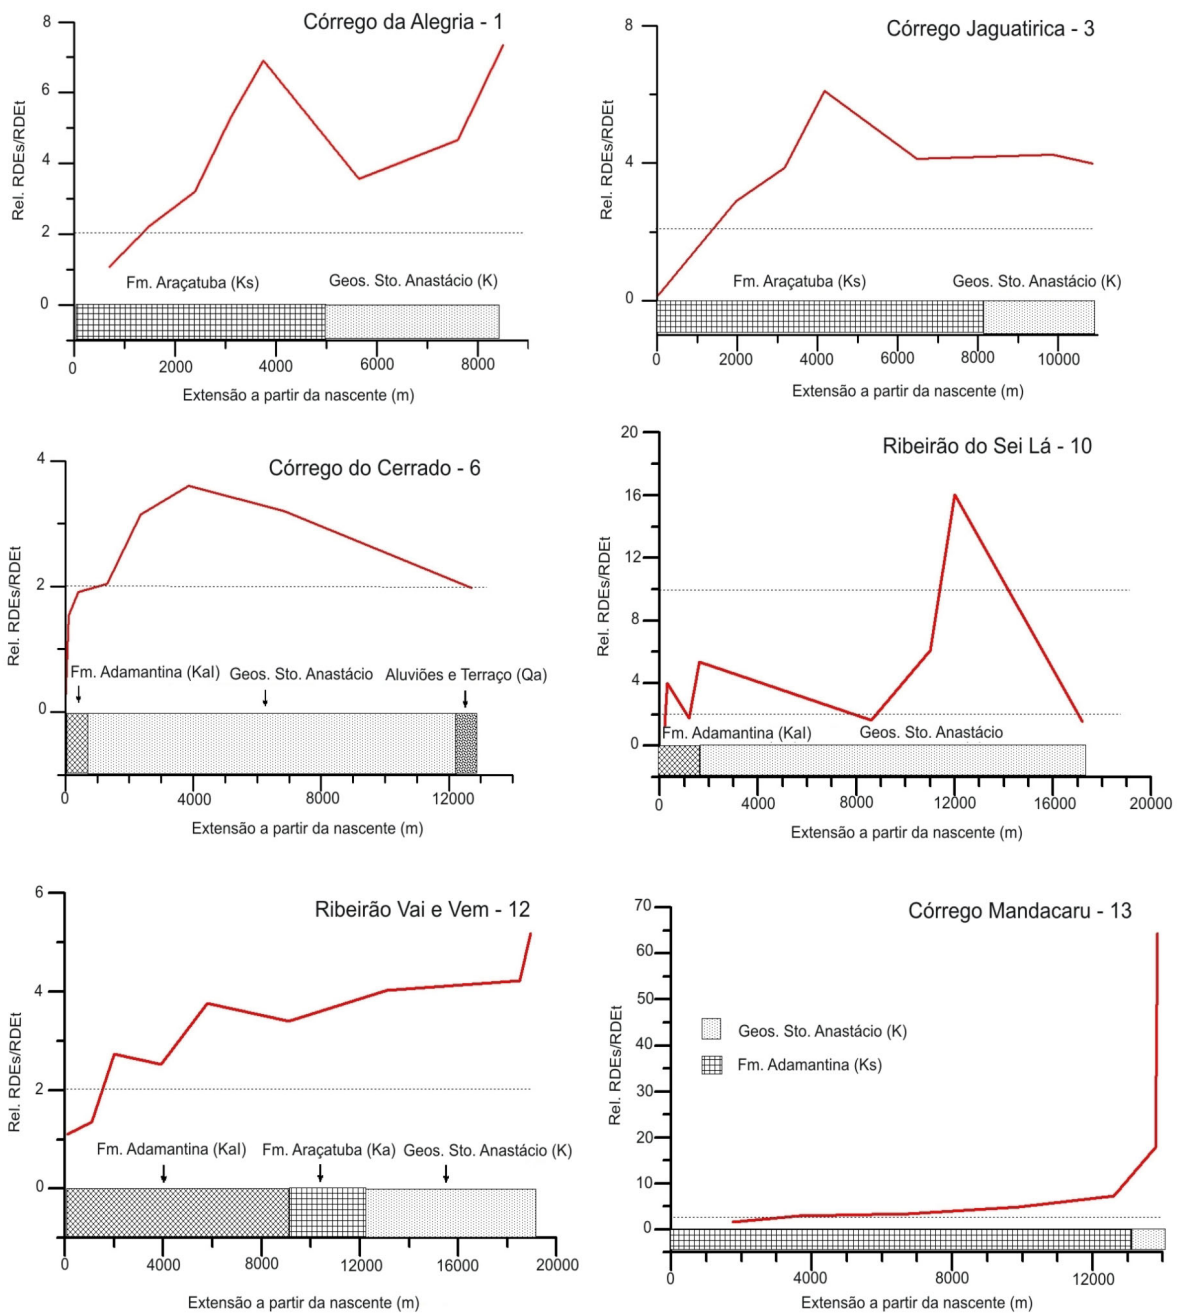 Córrego da Alegria - 1
8
6
4
2
0
Rel. RDEs/RDEt
Fm. Araçatuba (Ks)
Geos. Sto. Anastácio (K)
0
2000
4000
6000
8000
Extensão a partir da nascente (m)
Córrego Jaguatirica - 3
8
4
0
Rel. RDEs/RDEt
Fm. Araçatuba (Ks)
Geos. Sto. Anastácio (K)
0
2000
4000
6000
8000
10000
Extensão a partir da nascente (m)
Córrego do Cerrado - 6
4
2
0
Rel. RDEs/RDEt
Fm. Adamantina (Kal)
Geos. Sto. Anastácio
Aluviões e Terraço (Qa)
0
4000
8000
12000
Extensão a partir da nascente (m)
Ribeirão do Sei Lá - 10
20
16
12
8
4
0
Rel. RDEs/RDEt
Fm. Adamantina (Kal)
Geos. Sto. Anastácio
0
4000
8000
12000
16000
20000
Extensão a partir da nascente (m)
Ribeirão Vai e Vem - 12
6
4
2
0
Rel. RDEs/RDEt
Fm. Adamantina (Kal)
Fm. Araçatuba (Ka)
Geos. Sto. Anastácio (K)
0
4000
8000
12000
16000
20000
Extensão a partir da nascente (m)
Córrego Mandacaru - 13
70
60
50
40
30
20
10
0
Rel. RDEs/RDEt
Geos. Sto. Anastácio (K)
Fm. Adamantina (Ks)
0
4000
8000
12000
Extensão a partir da nascente (m)